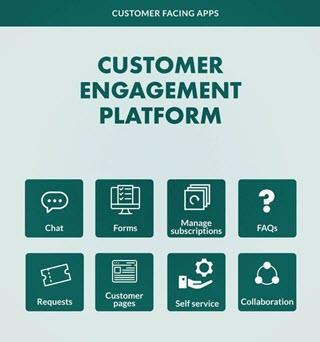 CUSTOMER FACING APPS
CUSTOMER
ENGAGEMENT
PLATFORM
Chat
Forms
Manage
subscriptions
FAQs
Requests
Customer
pages
Self service
Collaboration